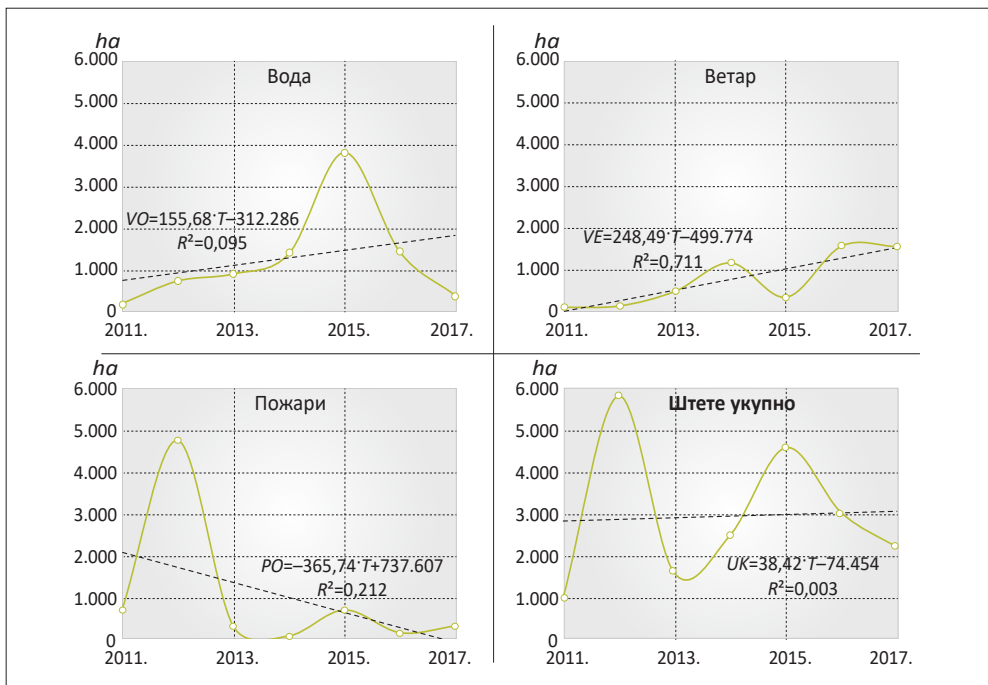 ha
6.000
Вода
5.000
4.000
3.000
2.000
VO=155,68·T–312.286
R²=0,095
1.000
0
2011. 2013. 2015. 2017.
ha
6.000
Ветар
5.000
4.000
3.000
2.000
VE=248,49·T–499.774
R²=0,711
1.000
0
2011. 2013. 2015. 2017.
ha
6.000
Пожари
5.000
4.000
3.000
2.000
PO=–365,74·T+737.607
R²=0,212
1.000
0
2011. 2013. 2015. 2017.
ha
6.000
Штете укупно
5.000
4.000
3.000
2.000
UK=38,42·T–74.454
R²=0,003
1.000
0
2011. 2013. 2015. 2017.